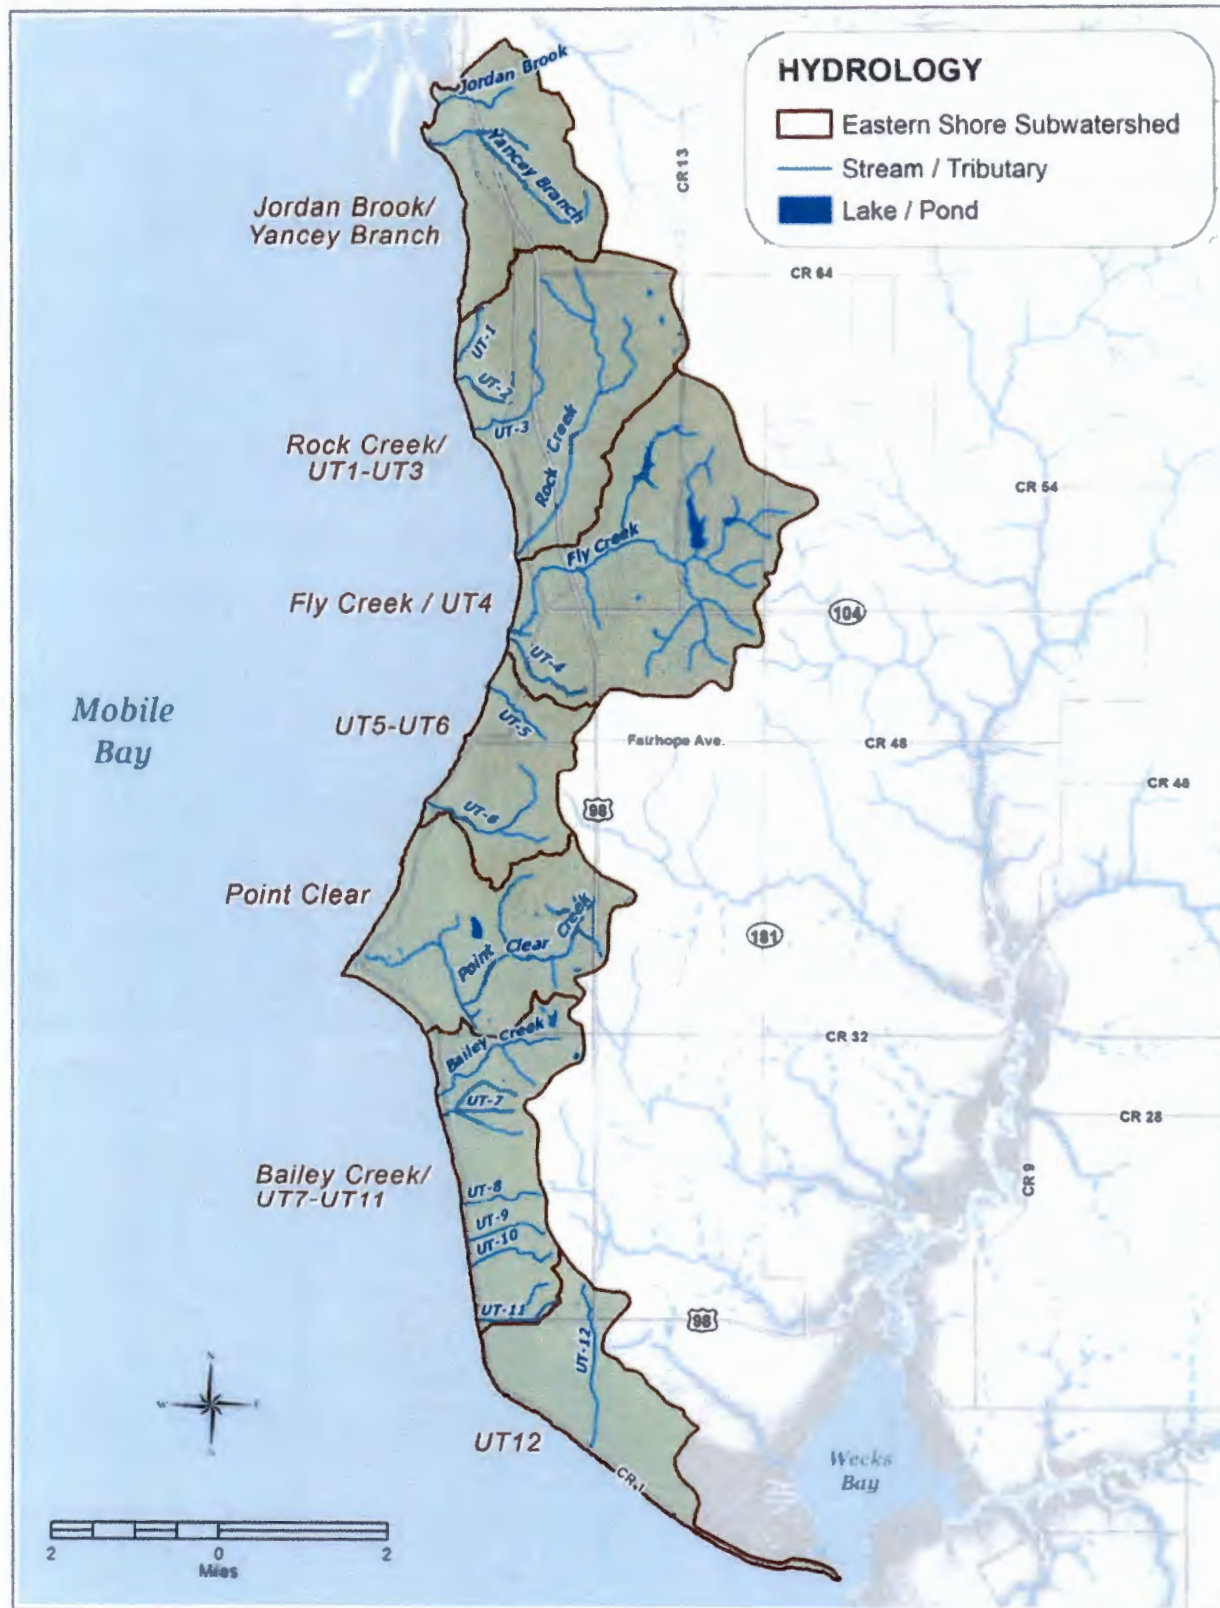 HYDROLOGY
Eastern Shore Subwatershed
Stream / Tributary
Lake / Pond
Jordan Brook
Yancey Branch
CR 13
Jordan Brook/
Yancey Branch
CR 64
UT-1
UT-2
UT-3
Rock Creek
Rock Creek/
UT1-UT3
CR 54
Fly Creek
Fly Creek / UT4
104
UT-4
Mobile
Bay
UT5-UT6
UT-5
Fairhope Ave.
CR 48
CR 48
UT-6
98
Point Clear
Point Clear Creek
181
Bailey Creek
CR 32
UT-7
CR 28
Bailey Creek/
UT7-UT11
UT-8
CR 9
UT-9
UT-10
UT-11
98
UT-12
N
W
E
S
UT12
CR 1
Weeks
Bay
2
0
2
Miles